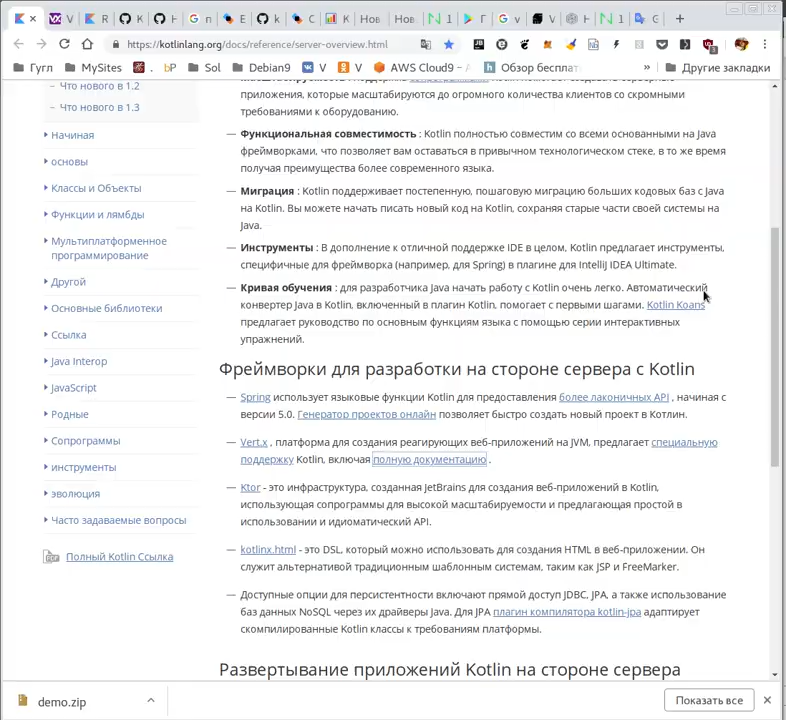 https://kotlinlang.org/docs/reference/server-overview.html
Гугл MySites bP Sol Debian9 V V AWS Cloud9 – Обзор бесплат » Другие закладки
Что нового в 1.2
Что нового в 1.3
Начиная
основы
Классы и Объекты
Функции и лямбды
Мультиплатформенное
программирование
Другой
Основные библиотеки
Ссылка
Java Interop
JavaScript
Родные
Сопрограммы
инструменты
эволюция
Часто задаваемые вопросы
Полный Kotlin Ссылка
приложения, которые масштабируются до огромного количества клиентов со скромными
требованиями к оборудованию.
— Функциональная совместимость : Kotlin полностью совместим со всеми основанными на Java
фреймворками, что позволяет вам оставаться в привычном технологическом стеке, в то же время
получая преимущества более современного языка.
— Миграция : Kotlin поддерживает постепенную, пошаговую миграцию больших кодовых баз с Java
на Kotlin. Вы можете начать писать новый код на Kotlin, сохраняя старые части своей системы на
Java.
— Инструменты : В дополнение к отличной поддержке IDE в целом, Kotlin предлагает инструменты,
специфичные для фреймворка (например, для Spring) в плагине для IntelliJ IDEA Ultimate.
— Кривая обучения : для разработчика Java начать работу с Kotlin очень легко. Автоматический
конвертер Java в Kotlin, включенный в плагин Kotlin, помогает с первыми шагами. Kotlin Koans
предлагает руководство по основным функциям языка с помощью серии интерактивных
упражнений.
Фреймворки для разработки на стороне сервера с Kotlin
— Spring использует языковые функции Kotlin для предоставления более лаконичных API , начиная с
версии 5.0. Генератор проектов онлайн позволяет быстро создать новый проект в Kotlin.
— Vert.x , платформа для создания реагирующих веб-приложений на JVM, предлагает специальную
поддержку Kotlin, включая полную документацию .
— Ktor - это инфраструктура, созданная JetBrains для создания веб-приложений в Kotlin,
использующая сопрограммы для высокой масштабируемости и предлагающая простой в
использовании и идиоматический API.
— kotlinx.html - это DSL, который можно использовать для создания HTML в веб-приложении. Он
служит альтернативой традиционным шаблонным системам, таким как JSP и FreeMarker.
— Доступные опции для персистентности включают прямой доступ JDBC, JPA, а также использование
баз данных NoSQL через их драйверы Java. Для JPA плагин компилятора kotlin-jpa адаптирует
скомпилированные Kotlin классы к требованиям платформы.
Развертывание приложений Kotlin на стороне сервера
demo.zip
Показать все